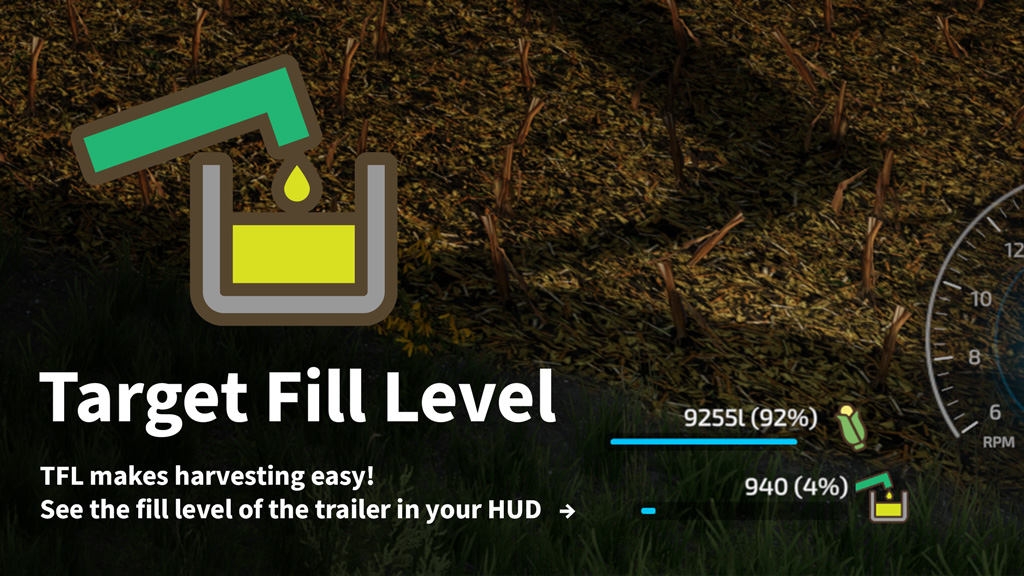 Target Fill Level
TFL makes harvesting easy!
See the fill level of the trailer in your HUD →
9255l (92%)
940 (4%)
12
10
8
6
RPM